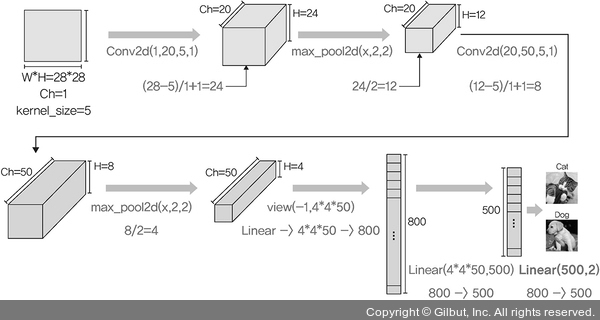 Ch=20
H=24
Ch=20
H=12
Conv2d(1,20,5,1)
max_pool2d(x,2,2)
Conv2d(20,50,5,1)
W*H=28*28
Ch=1
kernel_size=5
(28-5)/1+1=24
24/2=12
(12-5)/1+1=8
Ch=50
H=8
Ch=50
H=4
max_pool2d(x,2,2)
8/2=4
view(-1,4*4*50)
Linear -> 4*4*50 -> 800
800
500
Cat
Dog
Linear(4*4*50,500)
Linear(500,2)
800 -> 500
800 -> 500
Copyright © Gilbut, Inc. All rights reserved.